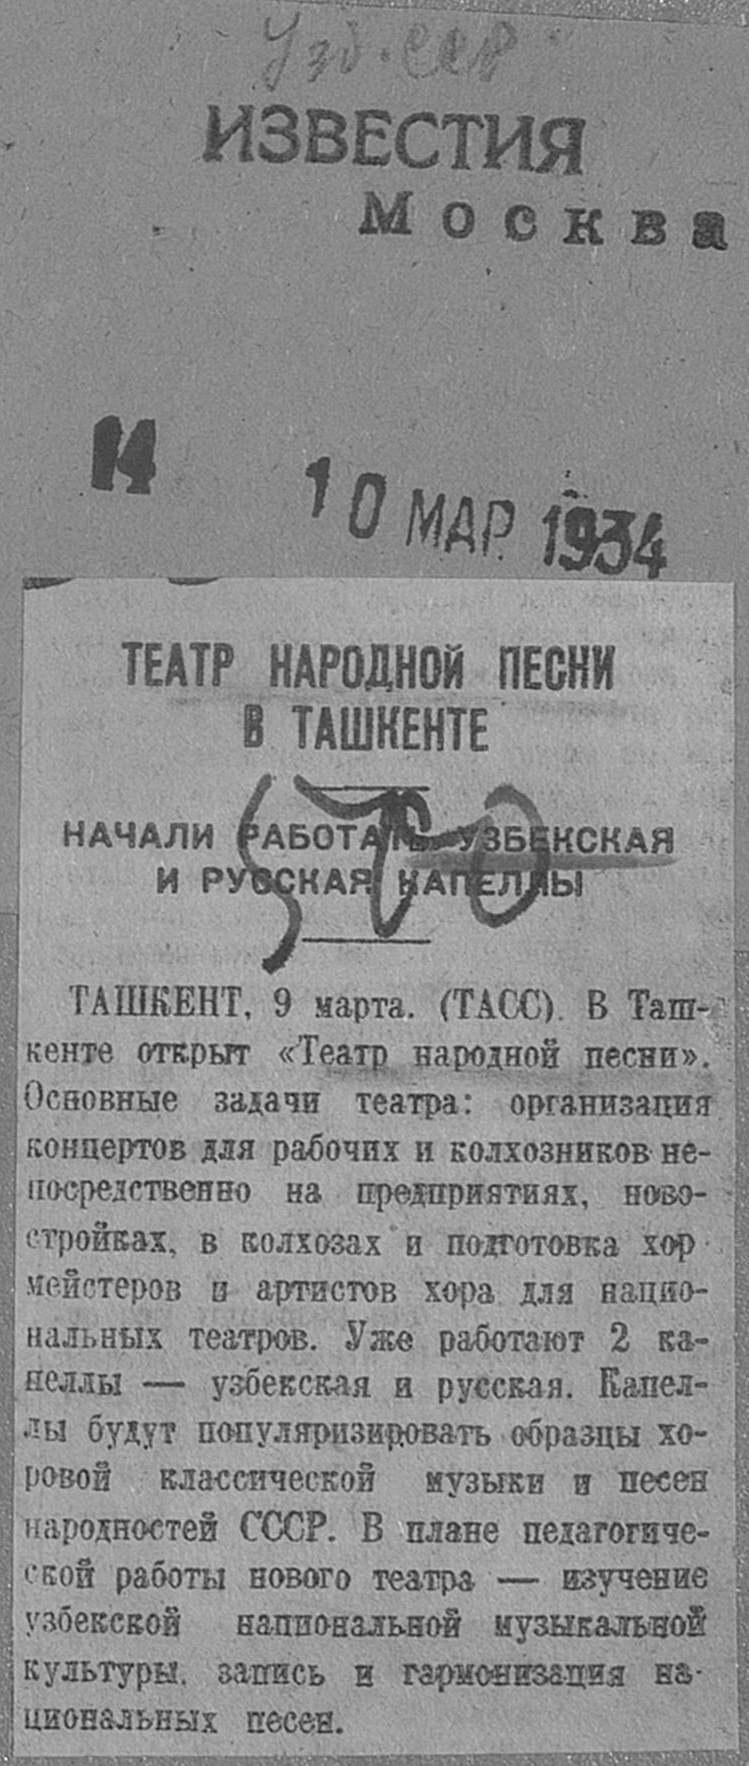 Узб. ССР
ИЗВЕСТИЯ
Москва
14
10 МАР 1934
ТЕАТР НАРОДНОЙ ПЕСНИ
В ТАШКЕНТЕ
НАЧАЛИ РАБОТАТЬ УЗБЕКСКАЯ
И РУССКАЯ КАПЕЛЛЫ
ТАШКЕНТ, 9 марта. (ТАСС). В Таш-
кенте открыт «Театр народной песни».
Основные задачи театра: организация
концертов для рабочих и колхозников не-
посредственно на предприятиях, ново-
стройках, в колхозах и подготовка хор-
мейстеров и артистов хора для нацио-
нальных театров. Уже работают 2 ка-
пеллы — узбекская и русская. Капел-
лы будут популяризировать образцы хо-
ровой классической музыки и песен
народностей СССР. В плане педагогиче-
ской работы нового театра — изучение
узбекской национальной музыкальной
культуры, запись и гармонизация на-
циональных песен.